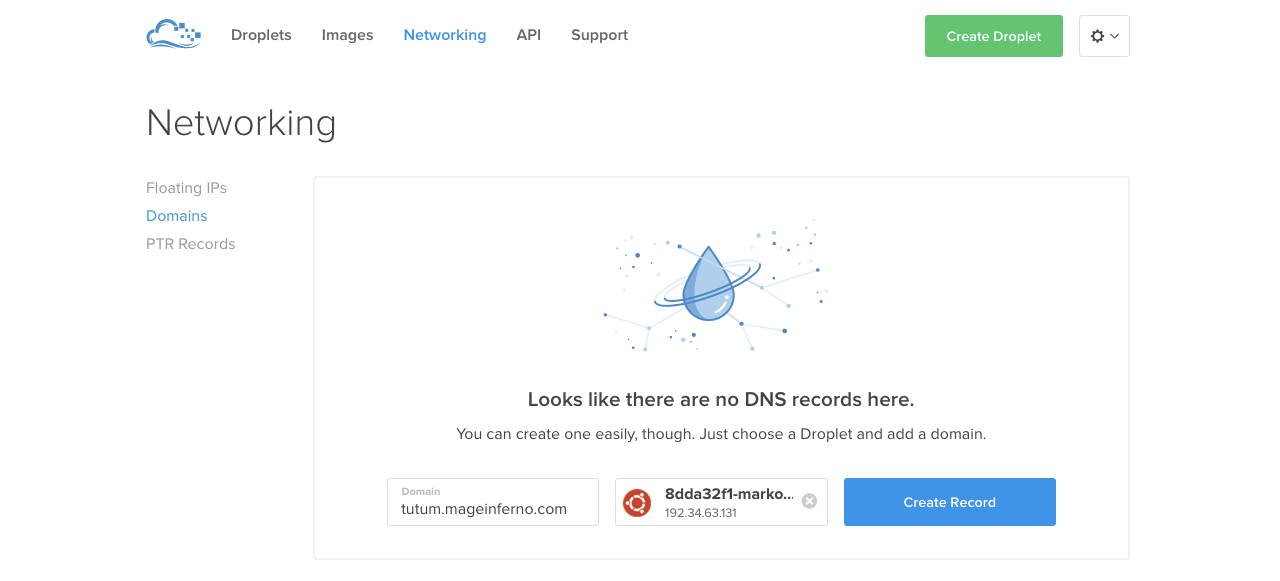 Droplets Images Networking API Support Create Droplet
Networking
Floating IPs
Domains
PTR Records
Looks like there are no DNS records here.
You can create one easily, though. Just choose a Droplet and add a domain.
Domain
tutum.mageinferno.com
8dda32f1-marko...
192.34.63.131
Create Record